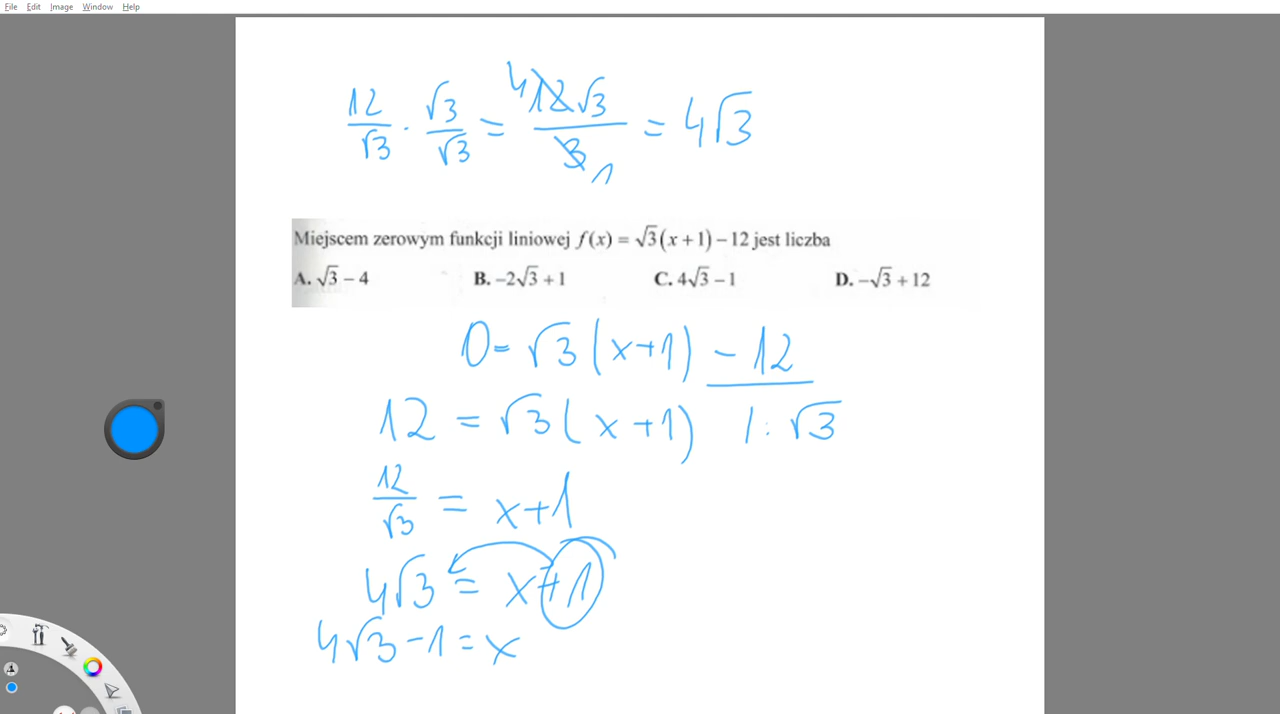 File Edit Image Window Help
12/√3 · √3/√3 = 4 12√3/3 1 = 4√3
Miejscem zerowym funkcji liniowej f(x) = √3(x + 1) − 12 jest liczba
A. √3 − 4 B. −2√3 + 1 C. 4√3 − 1 D. −√3 + 12
0 = √3(x+1) − 12
12 = √3(x+1) /: √3
12/√3 = x+1
4√3 = x+1
4√3 − 1 = x